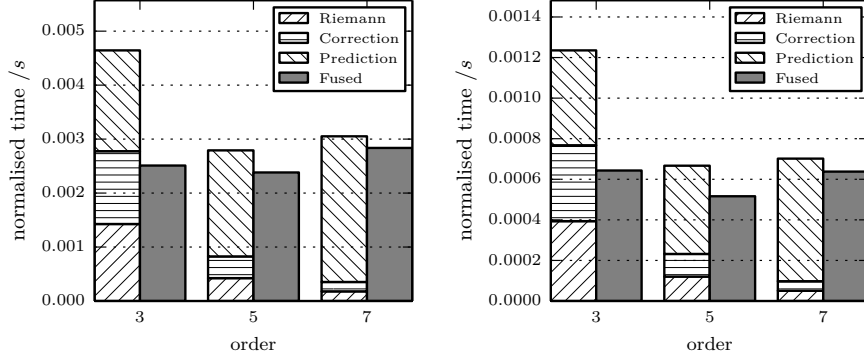 normalised time /s
0.005
0.004
0.003
0.002
0.001
0.000
3
5
7
order
Riemann
Correction
Prediction
Fused
normalised time /s
0.0014
0.0012
0.0010
0.0008
0.0006
0.0004
0.0002
0.0000
3
5
7
order
Riemann
Correction
Prediction
Fused